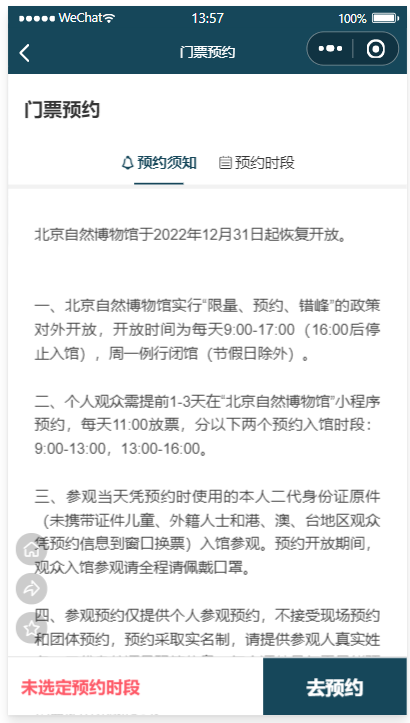 WeChat
13:57
100%
门票预约
门票预约
预约须知
预约时段
北京自然博物馆于2022年12月31日起恢复开放。
一、北京自然博物馆实行“限量、预约、错峰”的政策
对外开放，开放时间为每天9:00-17:00（16:00后停
止入馆），周一例行闭馆（节假日除外）。
二、个人观众需提前1-3天在“北京自然博物馆”小程序
预约，每天11:00放票，分以下两个预约入馆时段：
9:00-13:00，13:00-16:00。
三、参观当天凭预约时使用的本人二代身份证原件
（未携带证件儿童、外籍人士和港、澳、台地区观众
凭预约信息到窗口换票）入馆参观。预约开放期间，
观众入馆参观请全程请佩戴口罩。
四、参观预约仅提供个人参观预约，不接受现场预约
和团体预约，预约采取实名制，请提供参观人真实姓
未选定预约时段
去预约